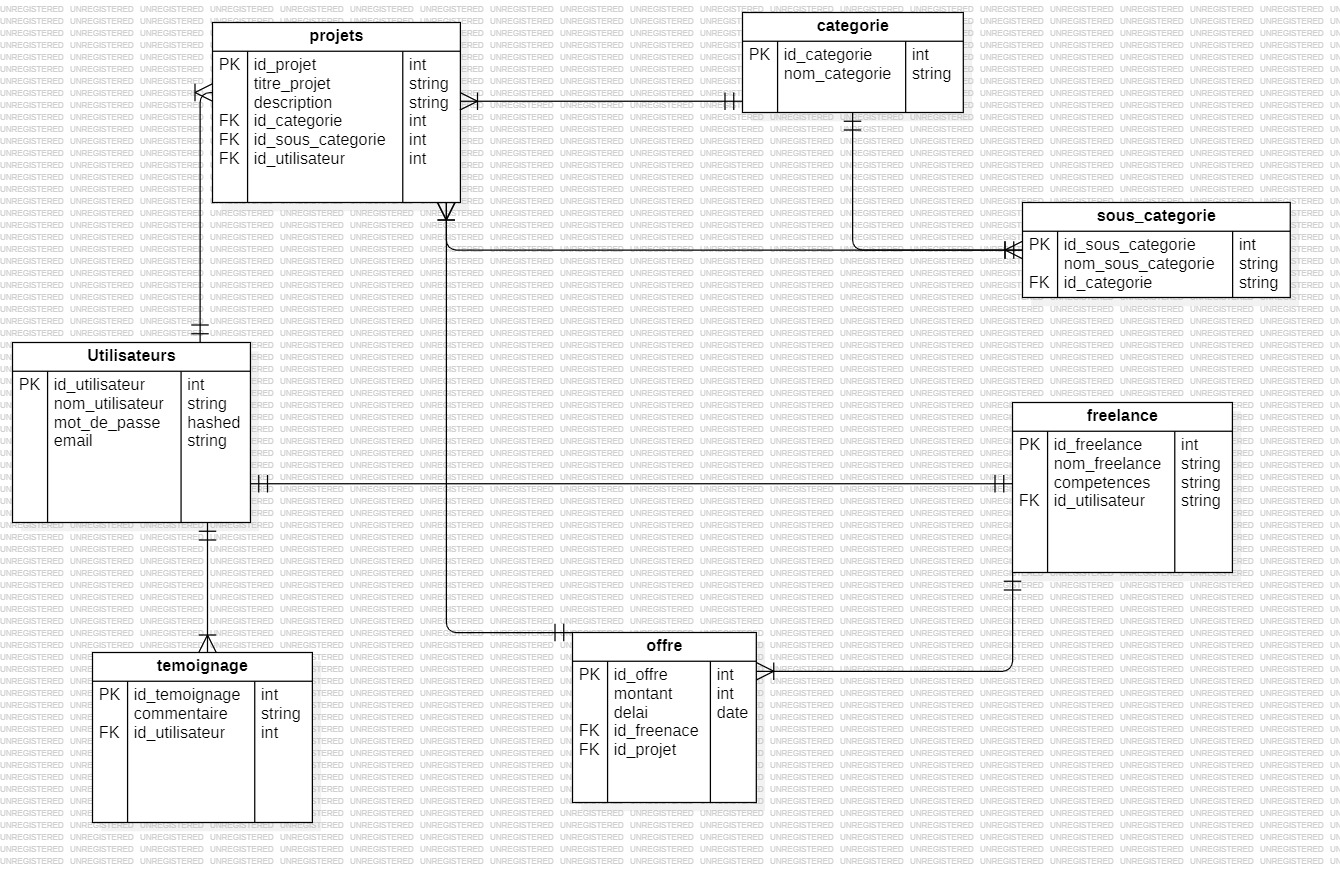 projets
PK id_projet int
titre_projet string
description string
FK id_categorie int
FK id_sous_categorie int
FK id_utilisateur int
categorie
PK id_categorie int
nom_categorie string
sous_categorie
PK id_sous_categorie int
nom_sous_categorie string
FK id_categorie string
Utilisateurs
PK id_utilisateur int
nom_utilisateur string
mot_de_passe hashed
email string
freelance
PK id_freelance int
nom_freelance string
competences string
FK id_utilisateur string
temoignage
PK id_temoignage int
commentaire string
FK id_utilisateur int
offre
PK id_offre int
montant int
delai date
FK id_freenace
FK id_projet
UNREGISTERED